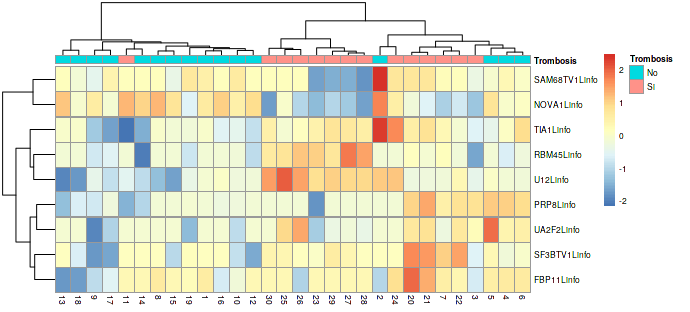 Trombosis
SAM68TV1Linfo
NOVA1Linfo
TIA1Linfo
RBM45Linfo
U12Linfo
PRP8Linfo
UA2F2Linfo
SF3BTV1Linfo
FBP11Linfo
13 18 9 17 11 14 8 15 19 1 16 10 12 30 25 26 23 29 27 28 2 24 20 21 7 22 3 5 4 6
2
1
0
-1
-2
Trombosis
No
SI